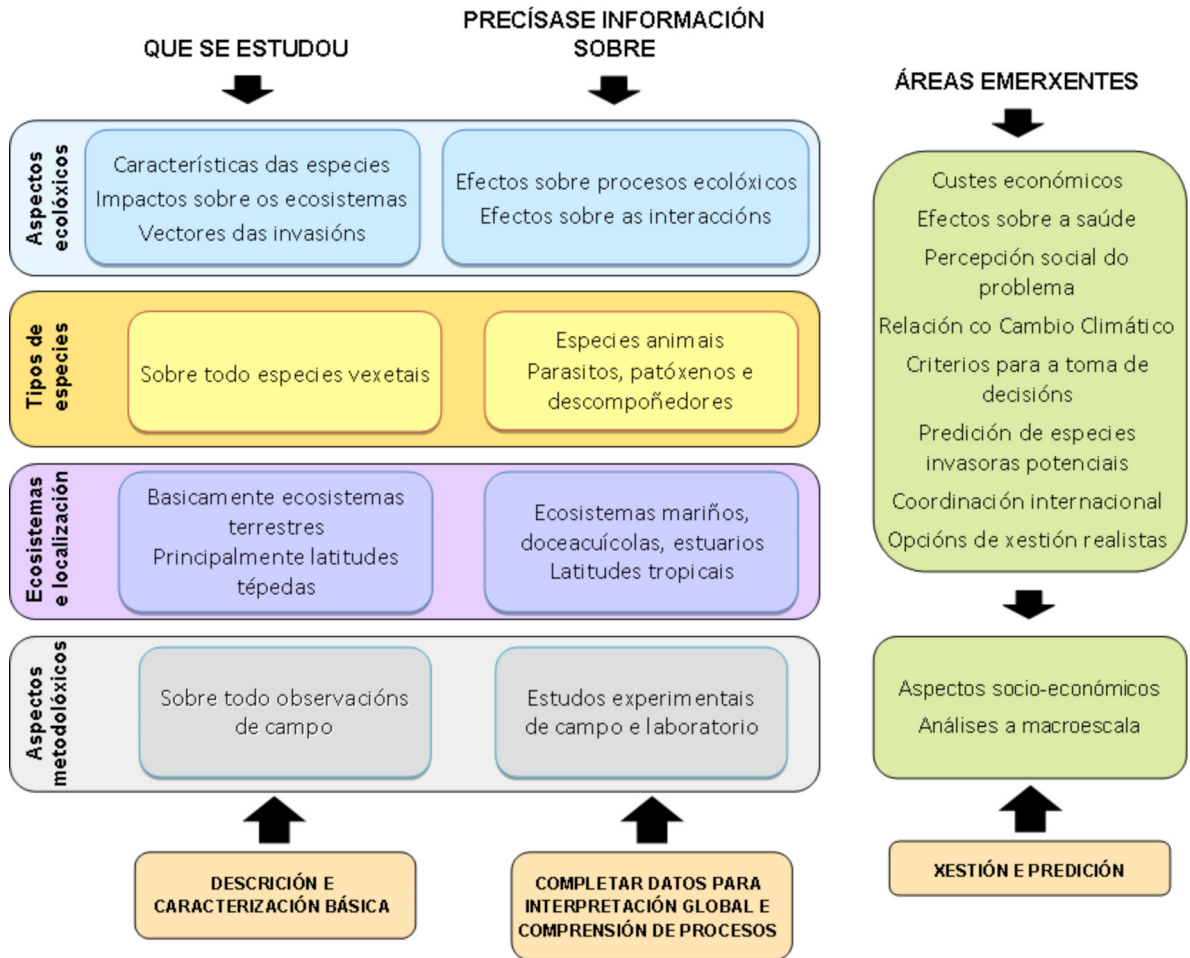 QUE SE ESTUDOU
PRECÍSASE INFORMACIÓN
SOBRE
ÁREAS EMERXENTES
Aspectos
ecolóxicos
Características das especies
Impactos sobre os ecosistemas
Vectores das invasións
Efectos sobre procesos ecolóxicos
Efectos sobre as interaccións
Tipos de
especies
Sobre todo especies vexetais
Especies animais
Parasitos, patóxenos e
descompoñedores
Ecosistemas
e localización
Basicamente ecosistemas
terrestres
Principalmente latitudes
tépedas
Ecosistemas mariños,
doceacuícolas, estuarios
Latitudes tropicais
Aspectos
metodolóxicos
Sobre todo observacións
de campo
Estudos experimentais
de campo e laboratorio
Custes económicos
Efectos sobre a saúde
Percepción social do
problema
Relación co Cambio Climático
Criterios para a toma de
decisións
Predición de especies
invasoras potenciais
Coordinación internacional
Opcións de xestión realistas
Aspectos socio-económicos
Análises a macroescala
DESCRICIÓN E
CARACTERIZACIÓN BÁSICA
COMPLETAR DATOS PARA
INTERPRETACIÓN GLOBAL E
COMPRENSIÓN DE PROCESOS
XESTIÓN E PREDICIÓN